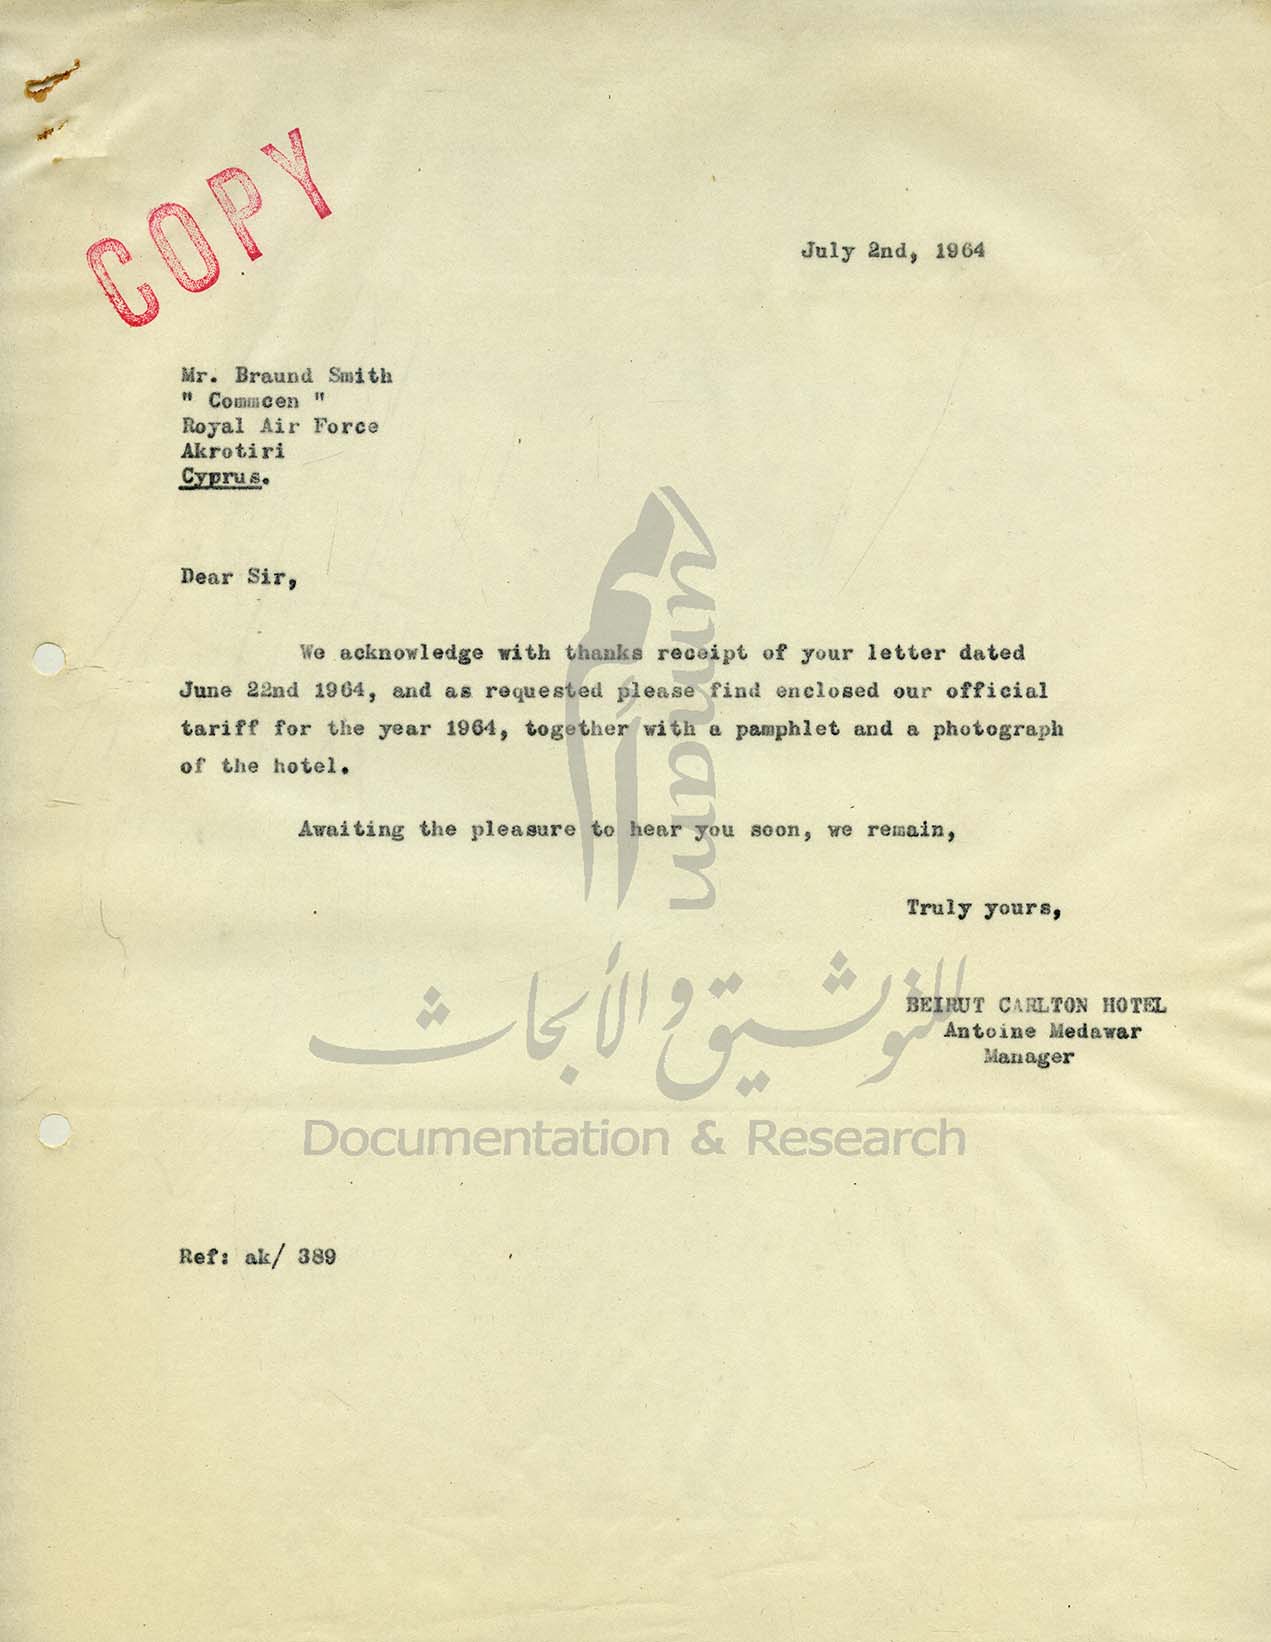 COPY
July 2nd, 1964
Mr. Braund Smith
" Commcen "
Royal Air Force
Akrotiri
Cyprus.
Dear Sir,
We acknowledge with thanks receipt of your letter dated
June 22nd 1964, and as requested please find enclosed our official
tariff for the year 1964, together with a pamphlet and a photograph
of the hotel.
Awaiting the pleasure to hear you soon, we remain,
Truly yours,
BEIRUT CARLTON HOTEL
Antoine Medawar
Manager
Ref: ak/ 389
umam
للتوثيق و الأبحاث
Documentation & Research